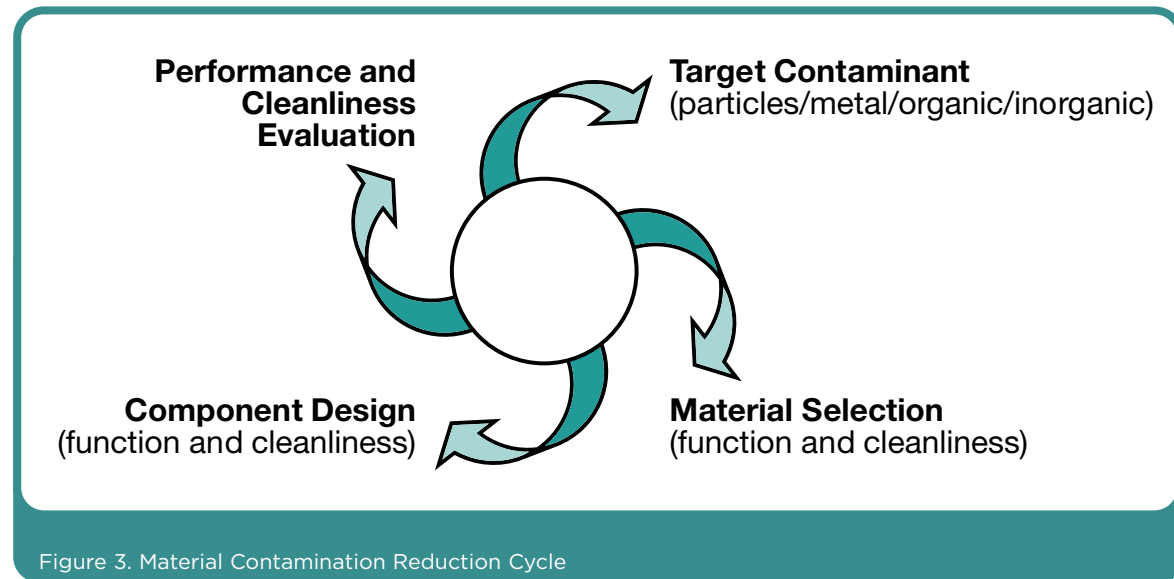 Performance and
Cleanliness
Evaluation
Target Contaminant
(particles/metal/organic/inorganic)
Component Design
(function and cleanliness)
Material Selection
(function and cleanliness)
Figure 3. Material Contamination Reduction Cycle